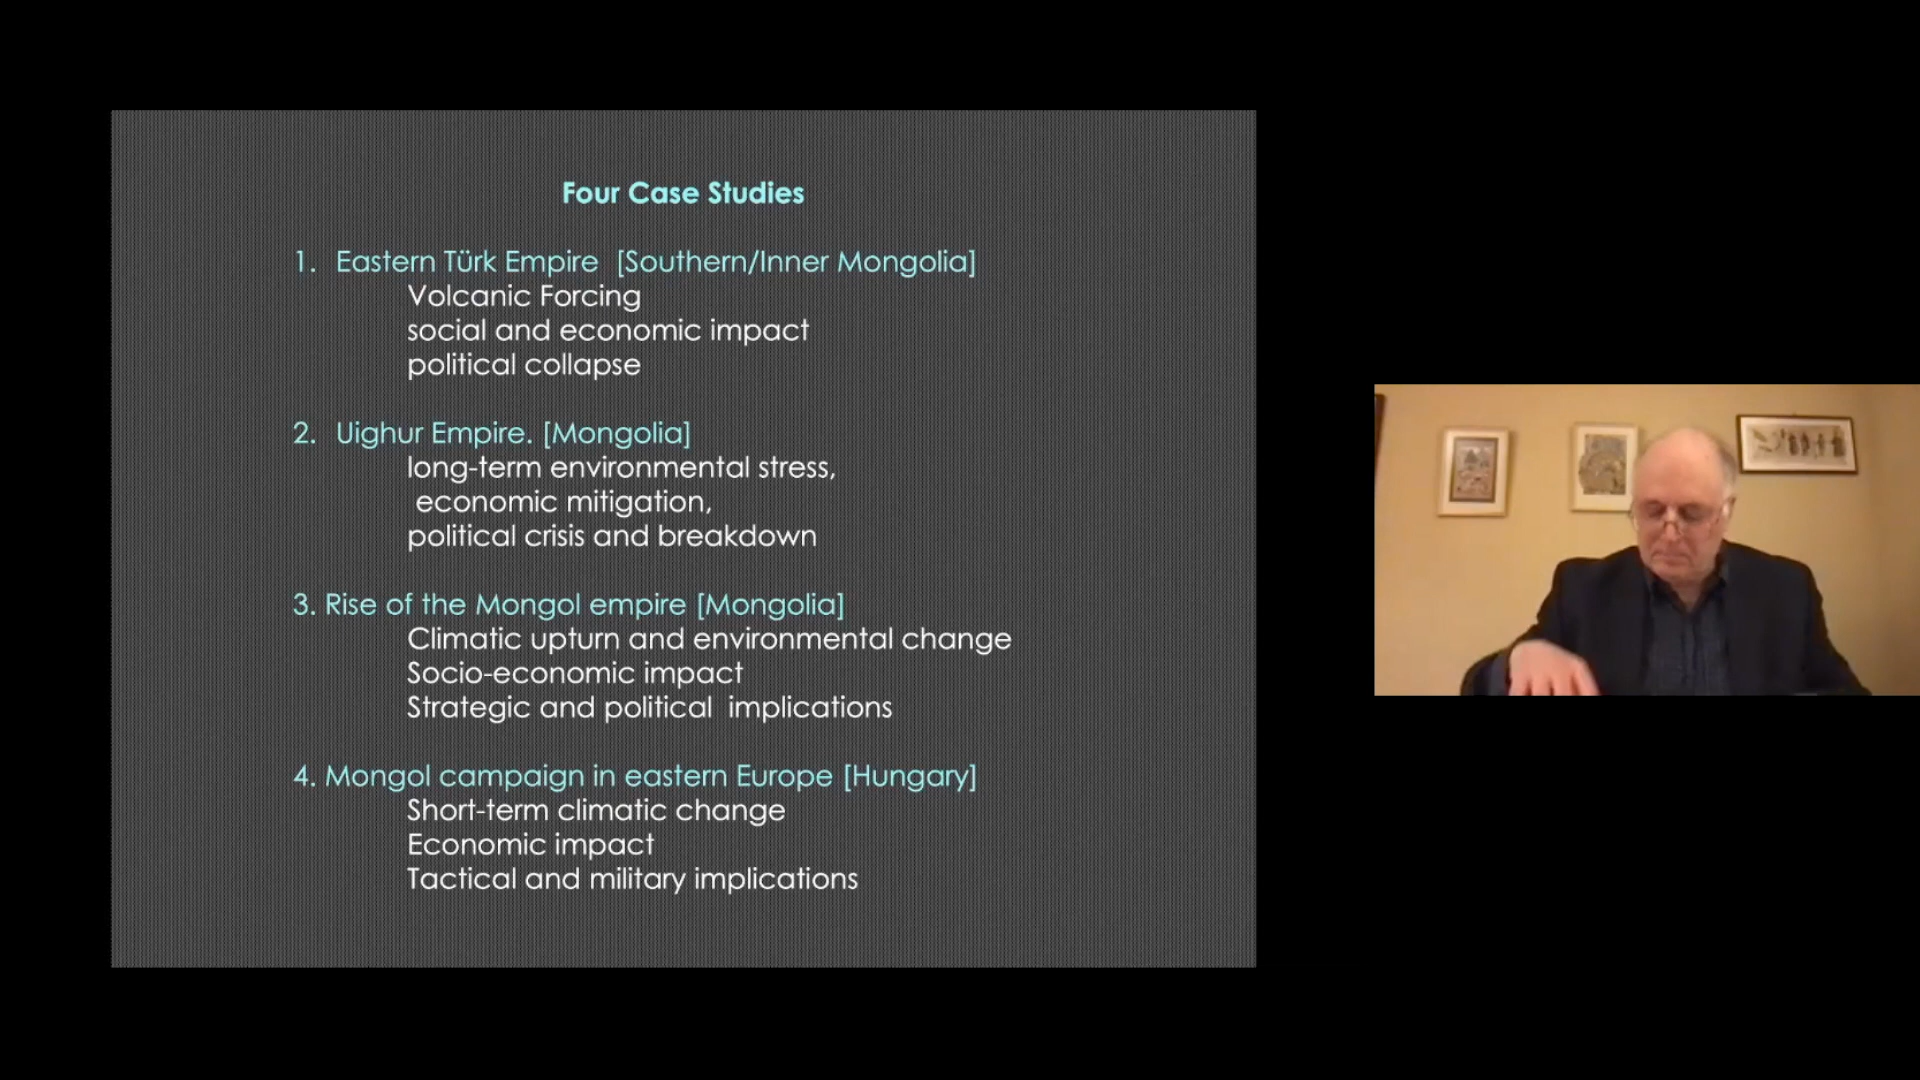 Four Case Studies
1. Eastern Türk Empire [Southern/Inner Mongolia]
Volcanic Forcing
social and economic impact
political collapse
2. Uighur Empire. [Mongolia]
long-term environmental stress,
economic mitigation,
political crisis and breakdown
3. Rise of the Mongol empire [Mongolia]
Climatic upturn and environmental change
Socio-economic impact
Strategic and political implications
4. Mongol campaign in eastern Europe [Hungary]
Short-term climatic change
Economic impact
Tactical and military implications